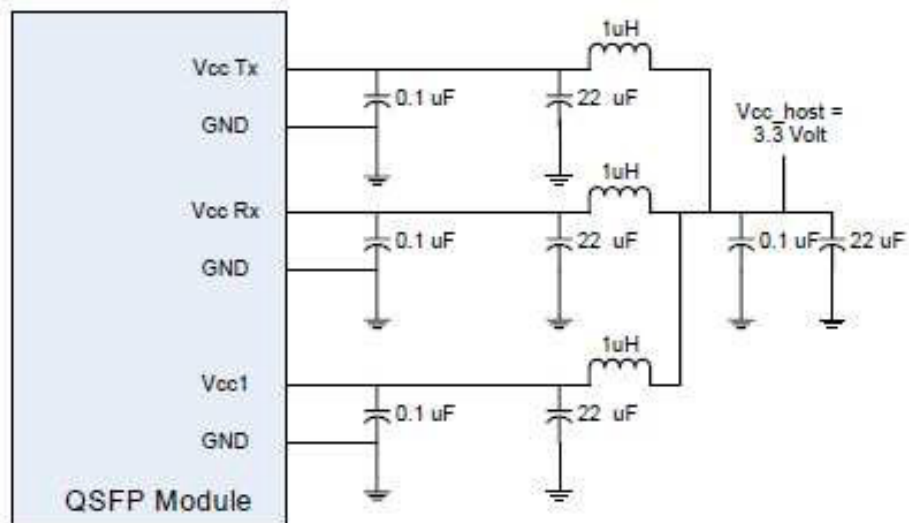 1uH
Vcc Tx
0.1 uF
22 uF
GND
Vcc_host =
3.3 Volt
1uH
Vcc Rx
0.1 uF
22 uF
0.1 uF
22 uF
GND
1uH
Vcc1
0.1 uF
22 uF
GND
QSFP Module